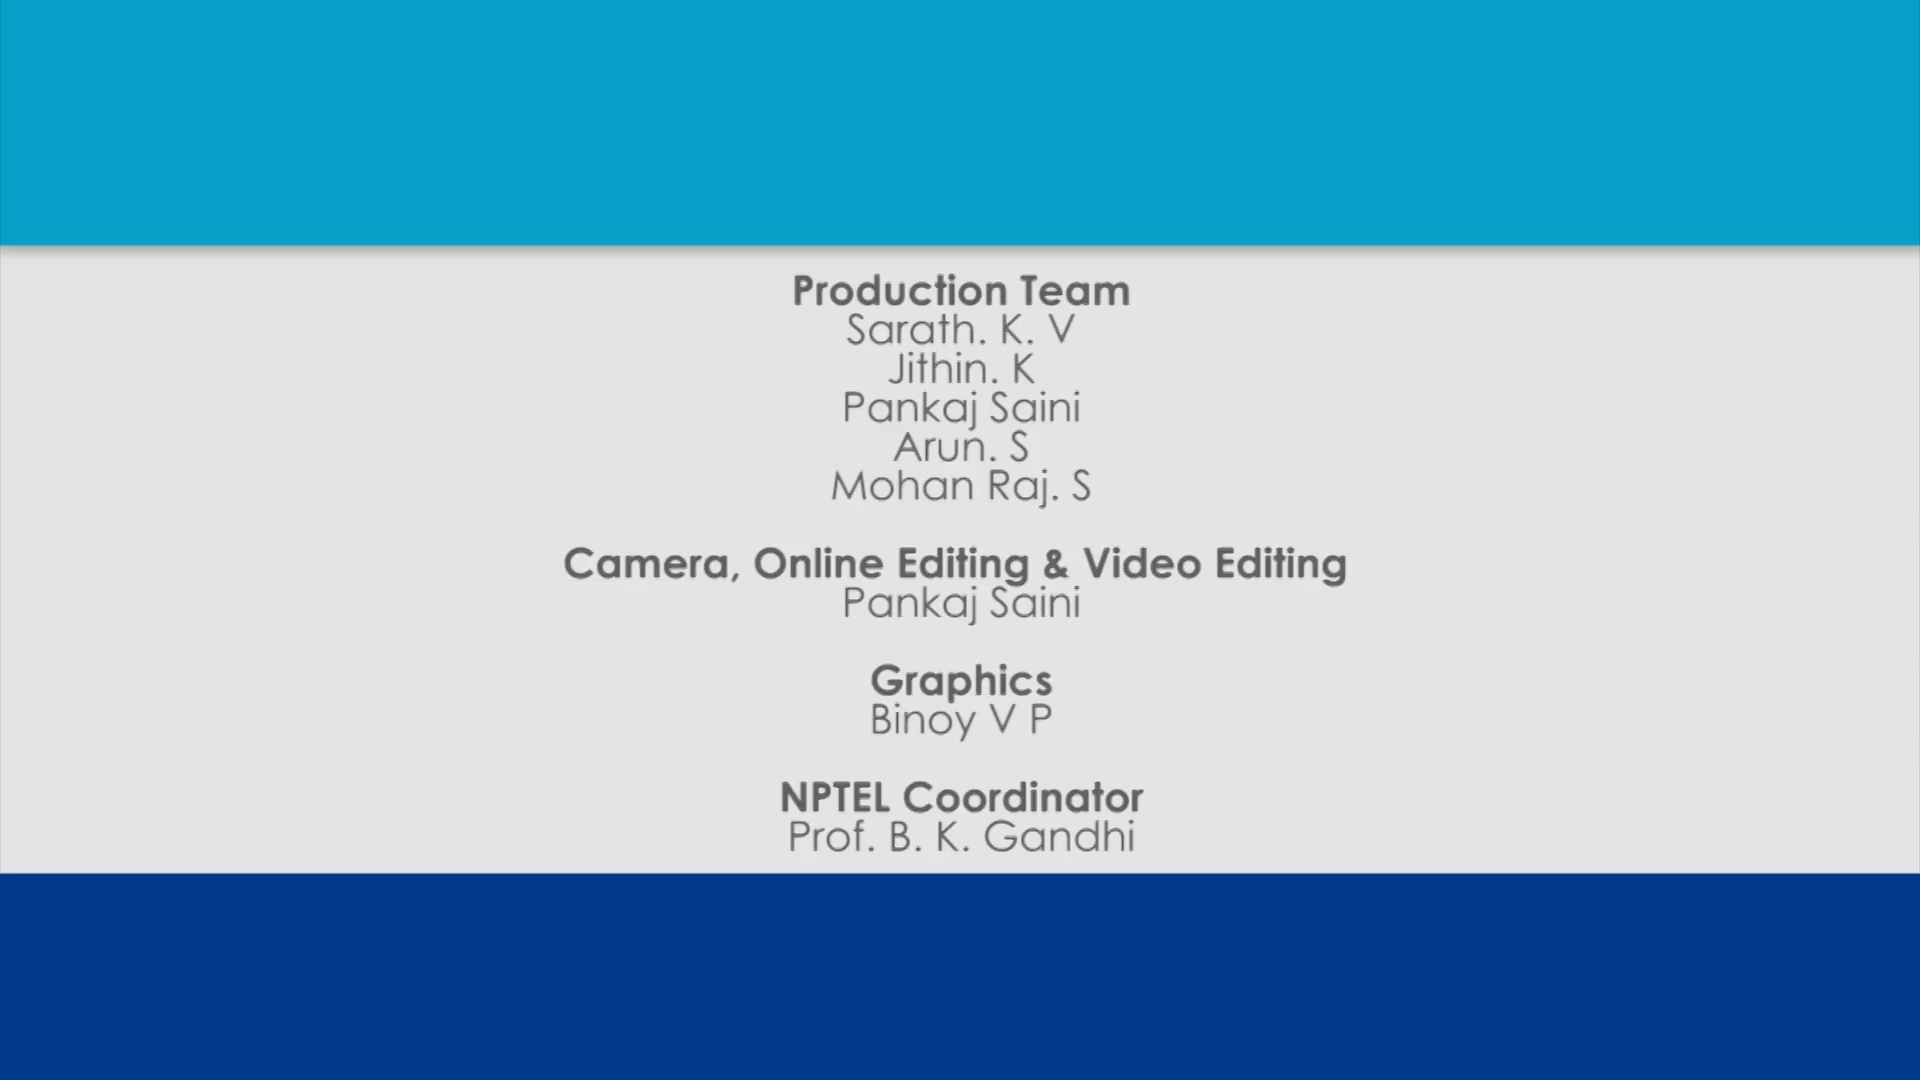 Production Team
Sarath. K. V
Jithin. K
Pankaj Saini
Arun. S
Mohan Raj. S
Camera, Online Editing & Video Editing
Pankaj Saini
Graphics
Binoy V P
NPTEL Coordinator
Prof. B. K. Gandhi